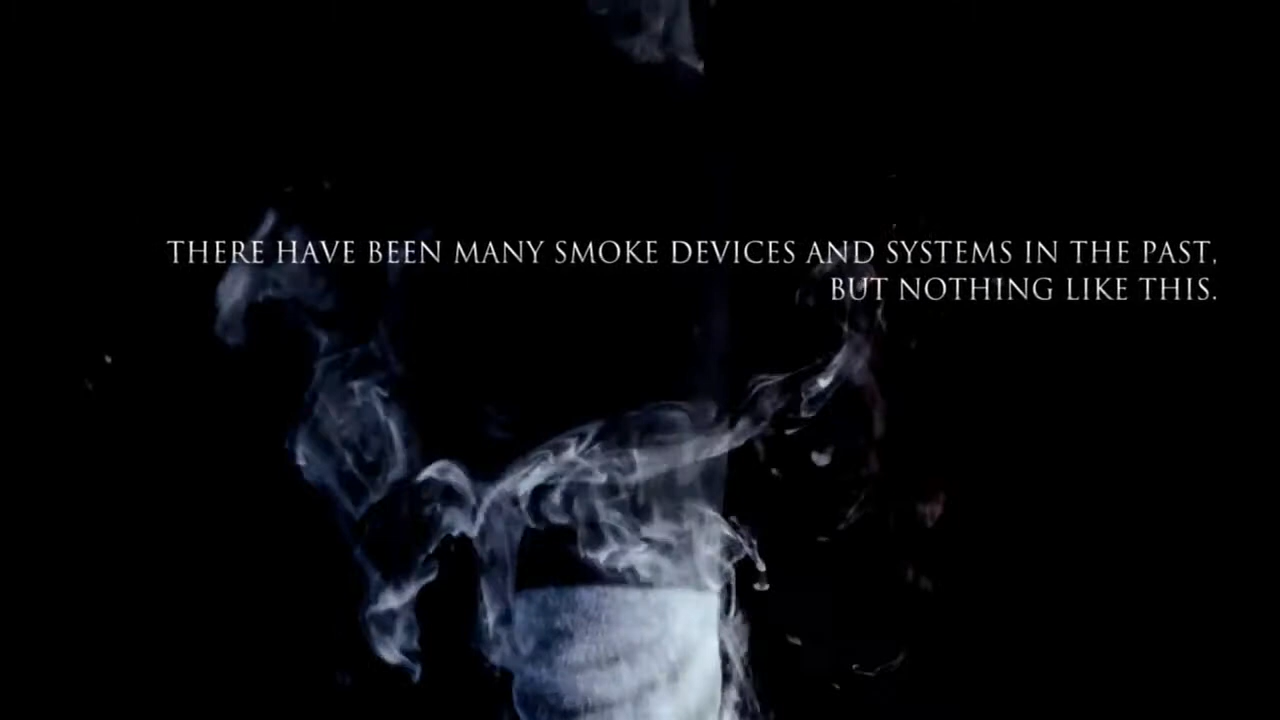 THERE HAVE BEEN MANY SMOKE DEVICES AND SYSTEMS IN THE PAST,
BUT NOTHING LIKE THIS.